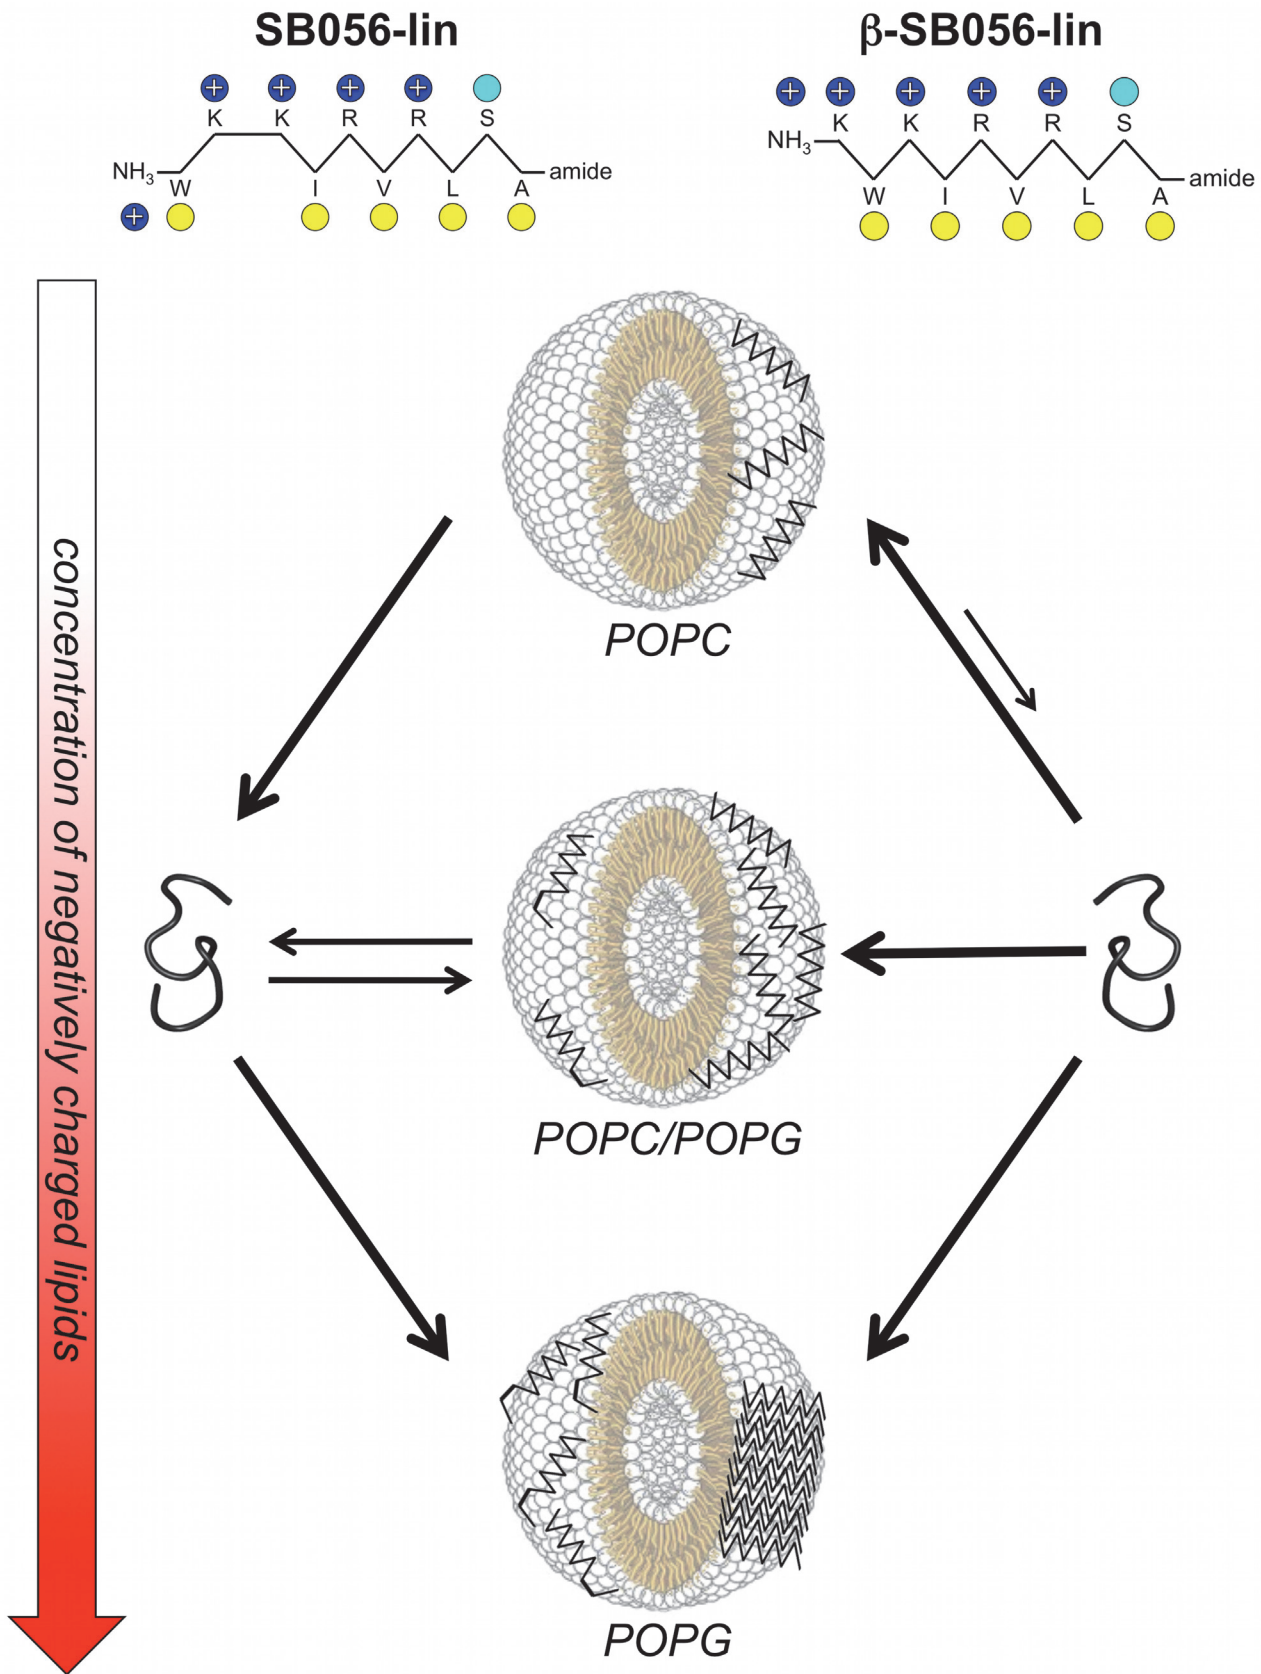 SB056-lin
β-SB056-lin
+ + + +
K K R R S
NH3 amide
W I V L A
+
+ + + + +
K K R R S
NH3 amide
W I V L A
concentration of negatively charged lipids
POPC
POPC/POPG
POPG